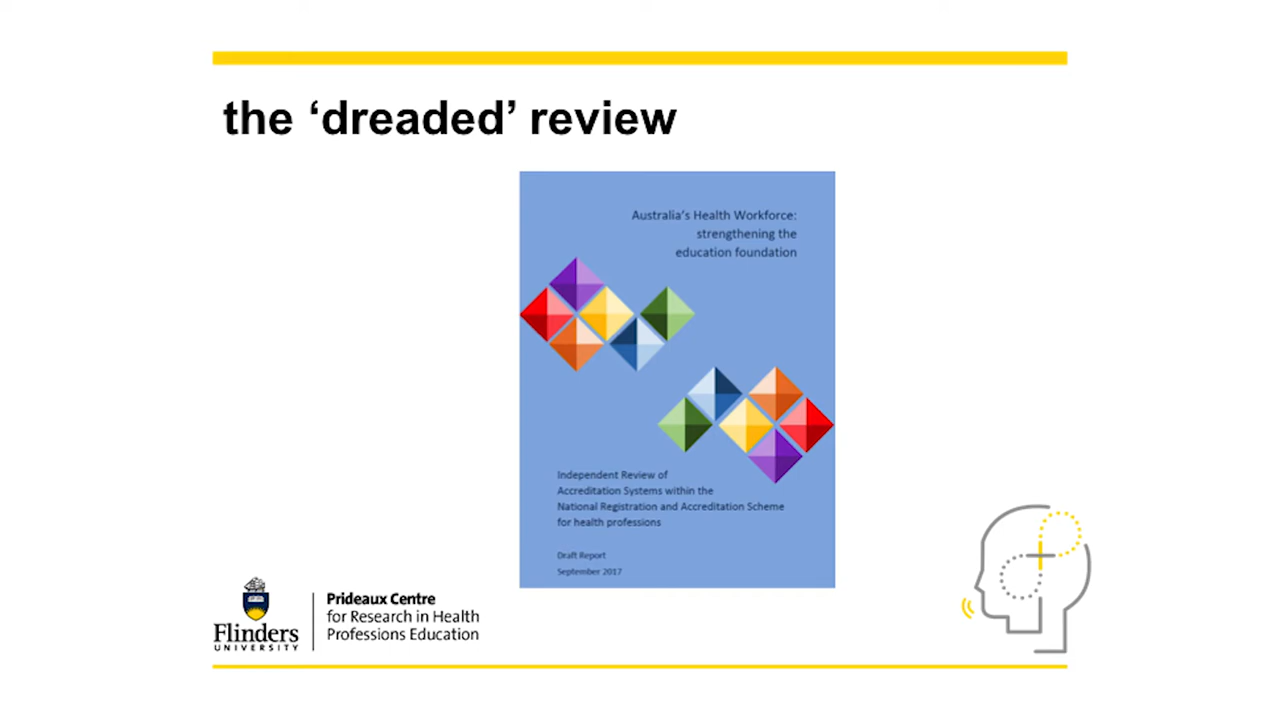 the ‘dreaded’ review
Australia’s Health Workforce:
strengthening the
education foundation
Independent Review of
Accreditation Systems within the
National Registration and Accreditation Scheme
for health professions
Draft Report
September 2017
Flinders
UNIVERSITY
Prideaux Centre
for Research in Health
Professions Education